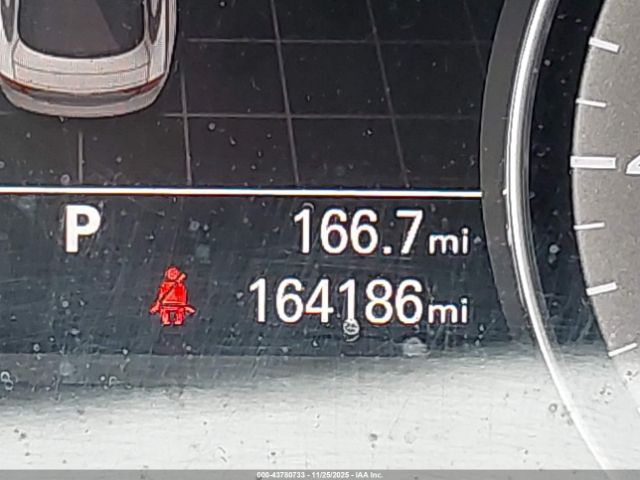 P 166.7 mi
164186 mi
000-43780733 - 11/25/2025 - IAA Inc.